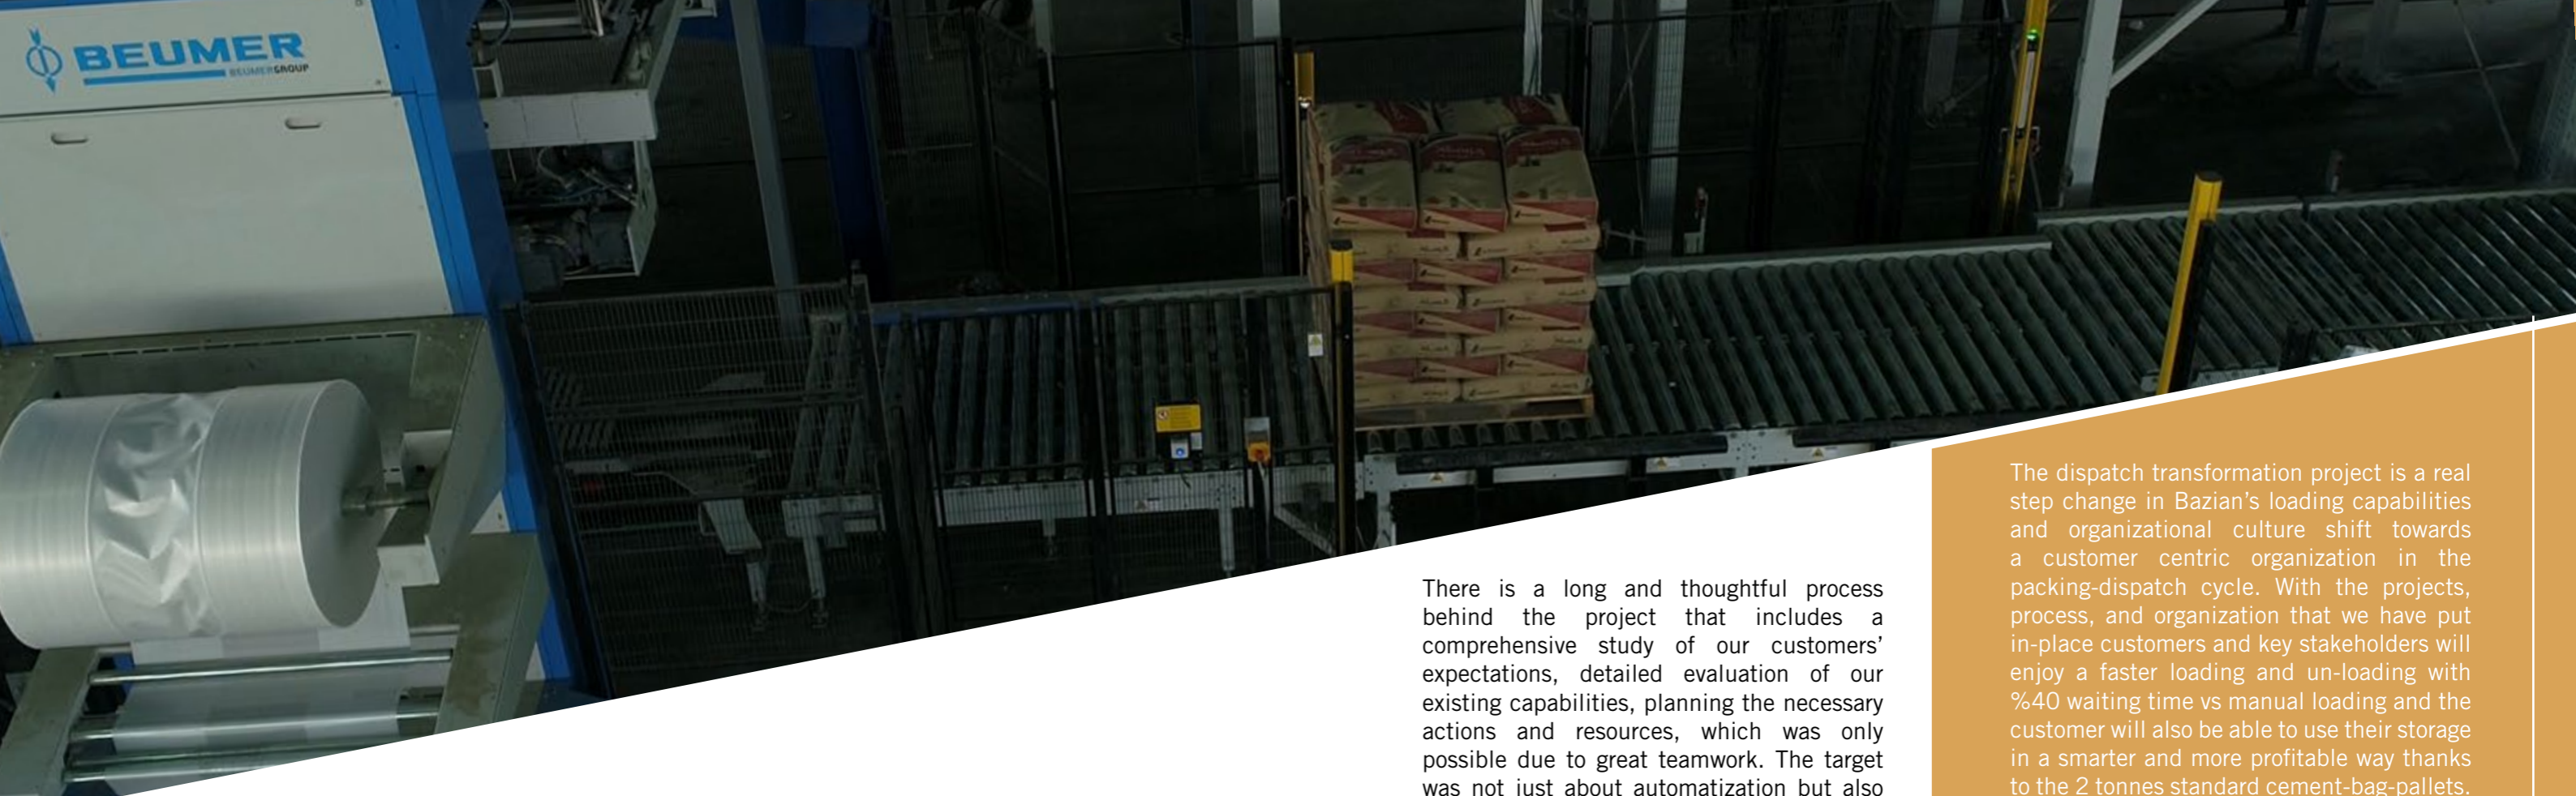 BEUMER
BEUMERGROUP
There is a long and thoughtful process
behind the project that includes a
comprehensive study of our customers’
expectations, detailed evaluation of our
existing capabilities, planning the necessary
actions and resources, which was only
possible due to great teamwork. The target
was not just about automatization but also
The dispatch transformation project is a real
step change in Bazian’s loading capabilities
and organizational culture shift towards
a customer centric organization in the
packing-dispatch cycle. With the projects,
process, and organization that we have put
in-place customers and key stakeholders will
enjoy a faster loading and un-loading with
%40 waiting time vs manual loading and the
customer will also be able to use their storage
in a smarter and more profitable way thanks
to the 2 tonnes standard cement-bag-pallets.